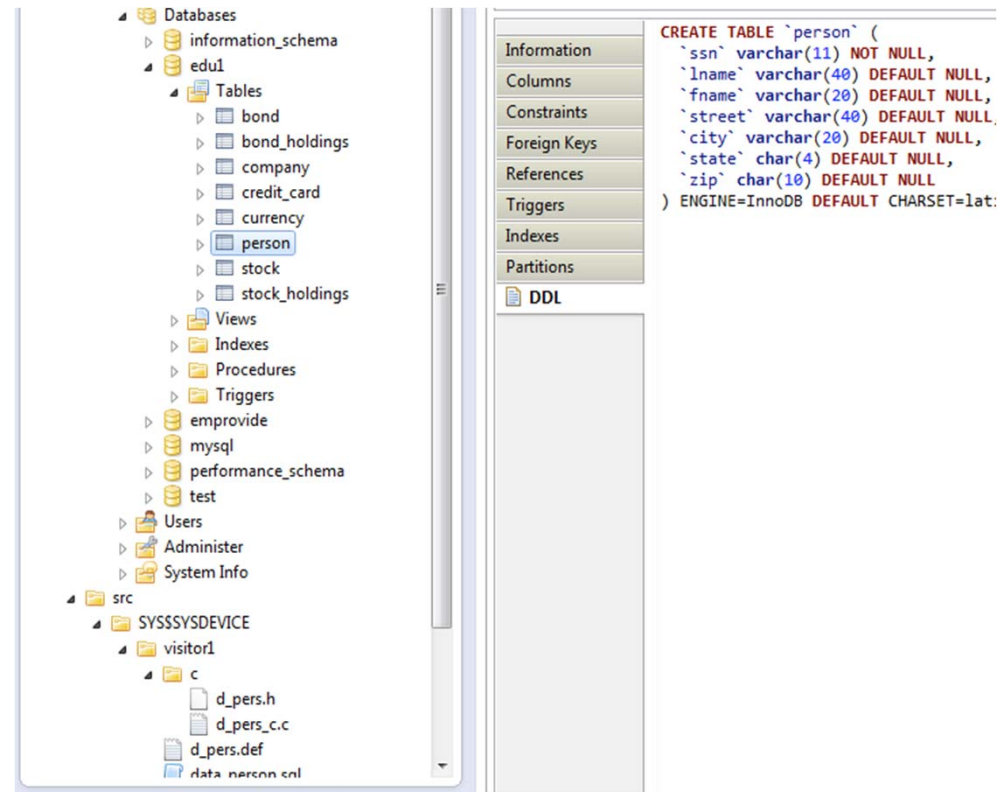 Databases
information_schema
edu1
Tables
bond
bond_holdings
company
credit_card
currency
person
stock
stock_holdings
Views
Indexes
Procedures
Triggers
emprovide
mysql
performance_schema
test
Users
Administer
System Info
src
SYS$SYSDEVICE
visitor1
c
d_pers.h
d_pers_c.c
d_pers.def
data_person.sql
Information
Columns
Constraints
Foreign Keys
References
Triggers
Indexes
Partitions
DDL
CREATE TABLE `person` (
`ssn` varchar(11) NOT NULL,
`lname` varchar(40) DEFAULT NULL,
`fname` varchar(20) DEFAULT NULL,
`street` varchar(40) DEFAULT NULL,
`city` varchar(20) DEFAULT NULL,
`state` char(4) DEFAULT NULL,
`zip` char(10) DEFAULT NULL
) ENGINE=InnoDB DEFAULT CHARSET=lat